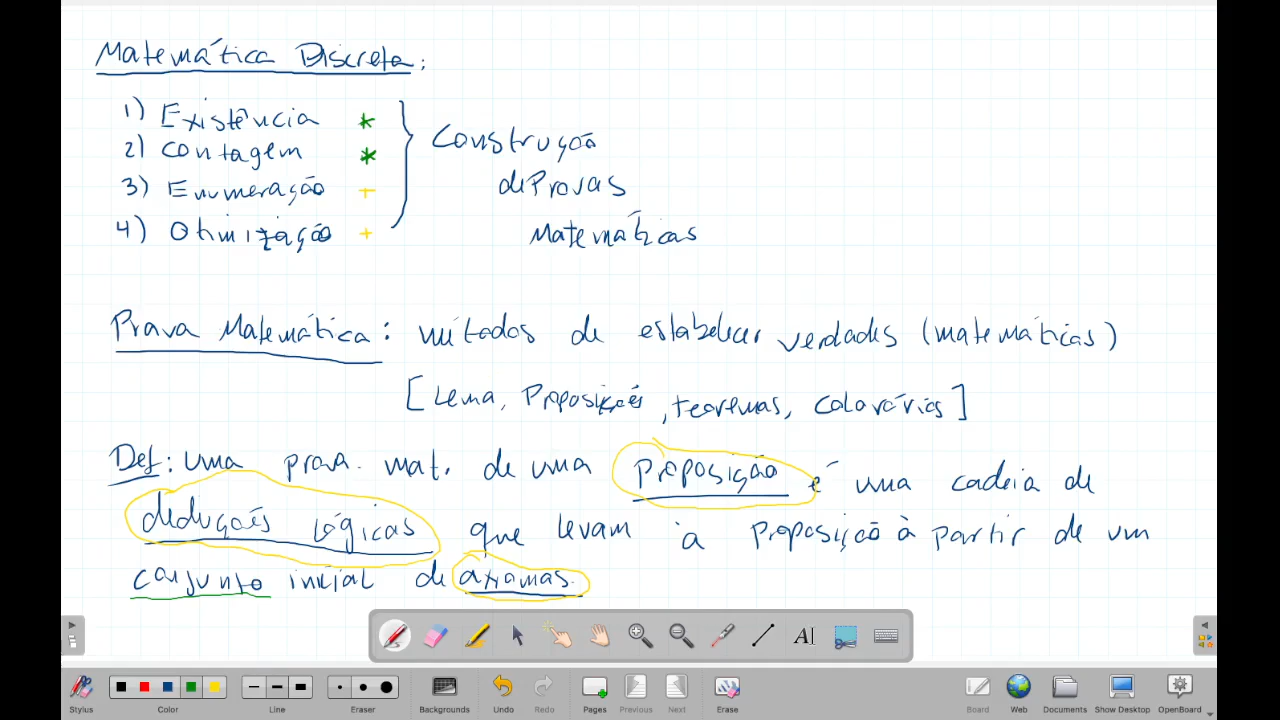 Matemática Discreta:
1) Existência *
2) Contagem *
3) Enumeração +
4) Otimização +
Construção
de Provas
Matemáticas
Prova Matemática: métodos de estabelecer verdades (matemáticas)
[Lema, Proposições, teoremas, colorários]
Def: Uma prova mat. de uma proposição é uma cadeia de
deduções lógicas que levam à proposição à partir de um
conjunto inicial de axiomas.
Stylus
Color
Line
Eraser
Backgrounds
Undo
Redo
Pages
Previous
Next
Erase
Board
Web
Documents
Show Desktop
OpenBoard